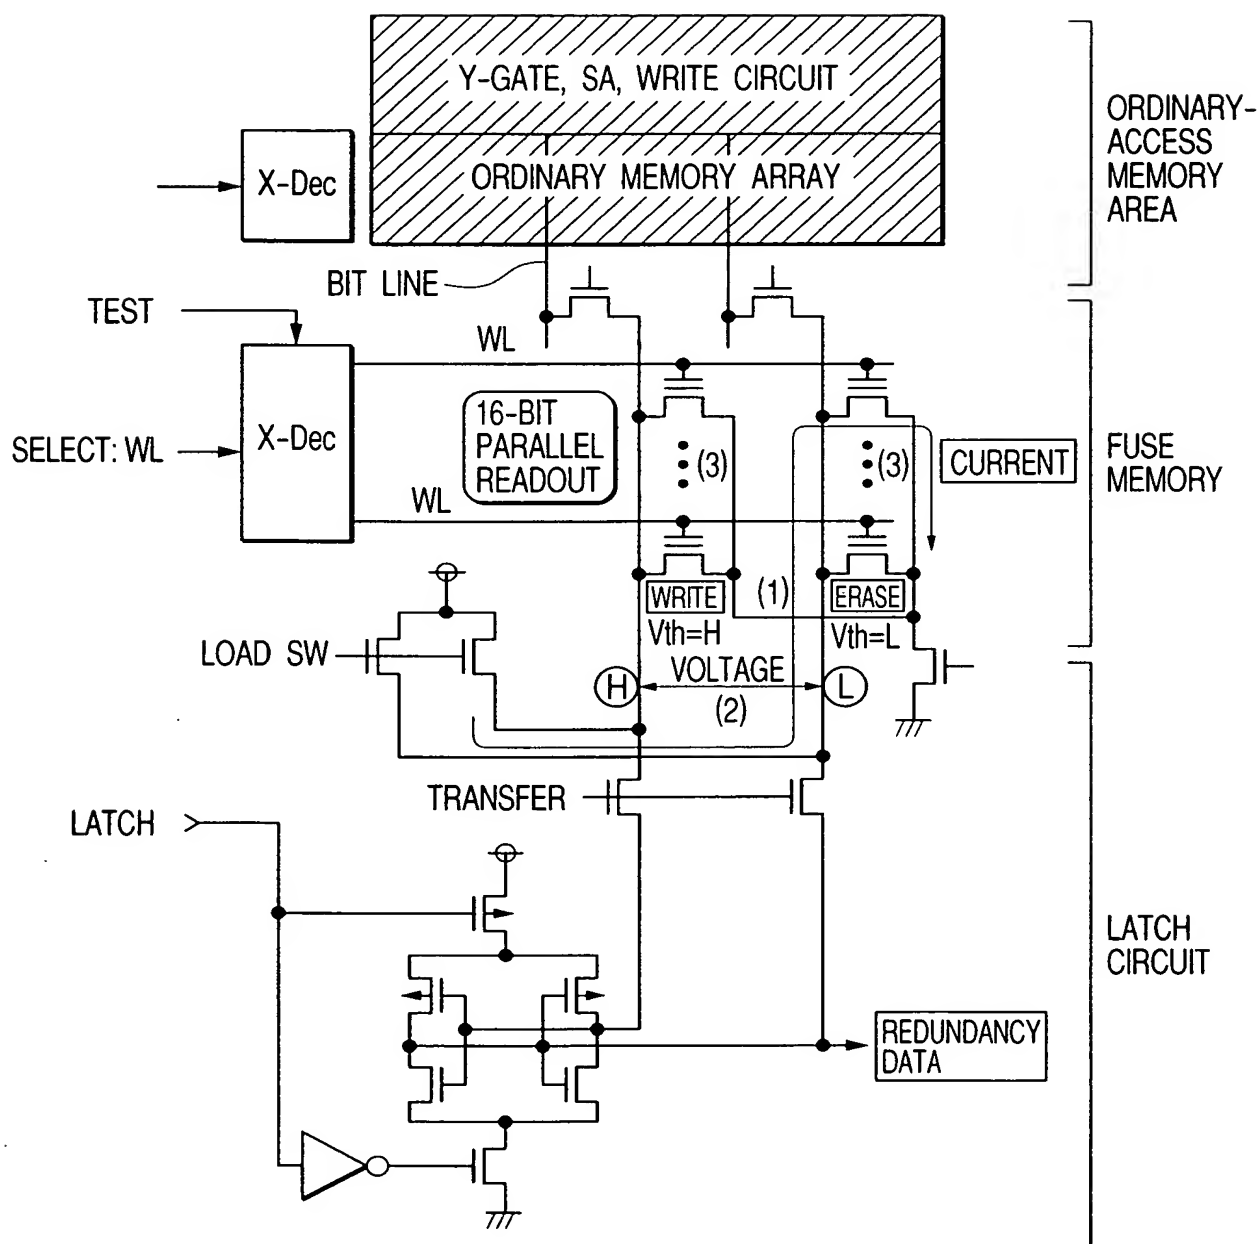 Y-GATE, SA, WRITE CIRCUIT
ORDINARY-
ACCESS
MEMORY
AREA
X-Dec
ORDINARY MEMORY ARRAY
BIT LINE
TEST
WL
X-Dec
16-BIT
PARALLEL
READOUT
(3)
(3)
CURRENT
FUSE
MEMORY
SELECT: WL
WL
WRITE
(1)
ERASE
Vth=H
Vth=L
LOAD SW
H
VOLTAGE
L
(2)
TRANSFER
LATCH
LATCH
CIRCUIT
REDUNDANCY
DATA